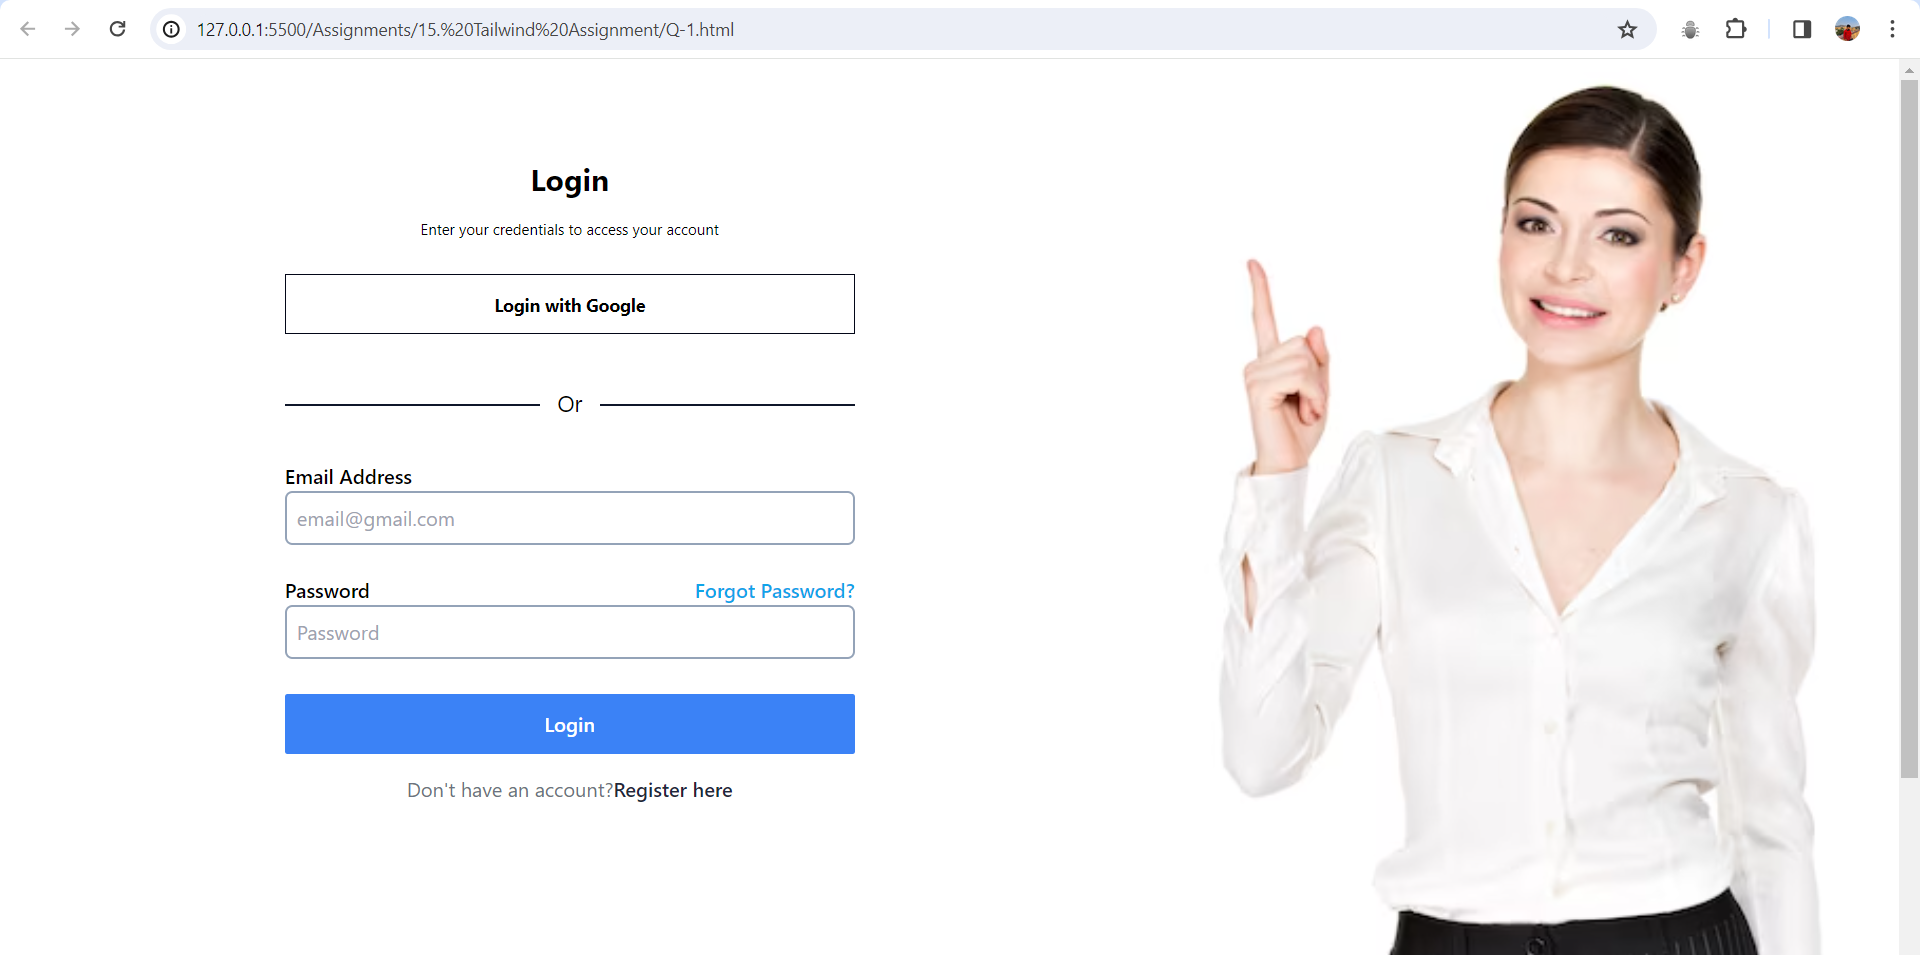 127.0.0.1:5500/Assignments/15.%20Tailwind%20Assignment/Q-1.html
Login
Enter your credentials to access your account
Login with Google
Or
Email Address
email@gmail.com
Password Forgot Password?
Password
Login
Don't have an account?Register here